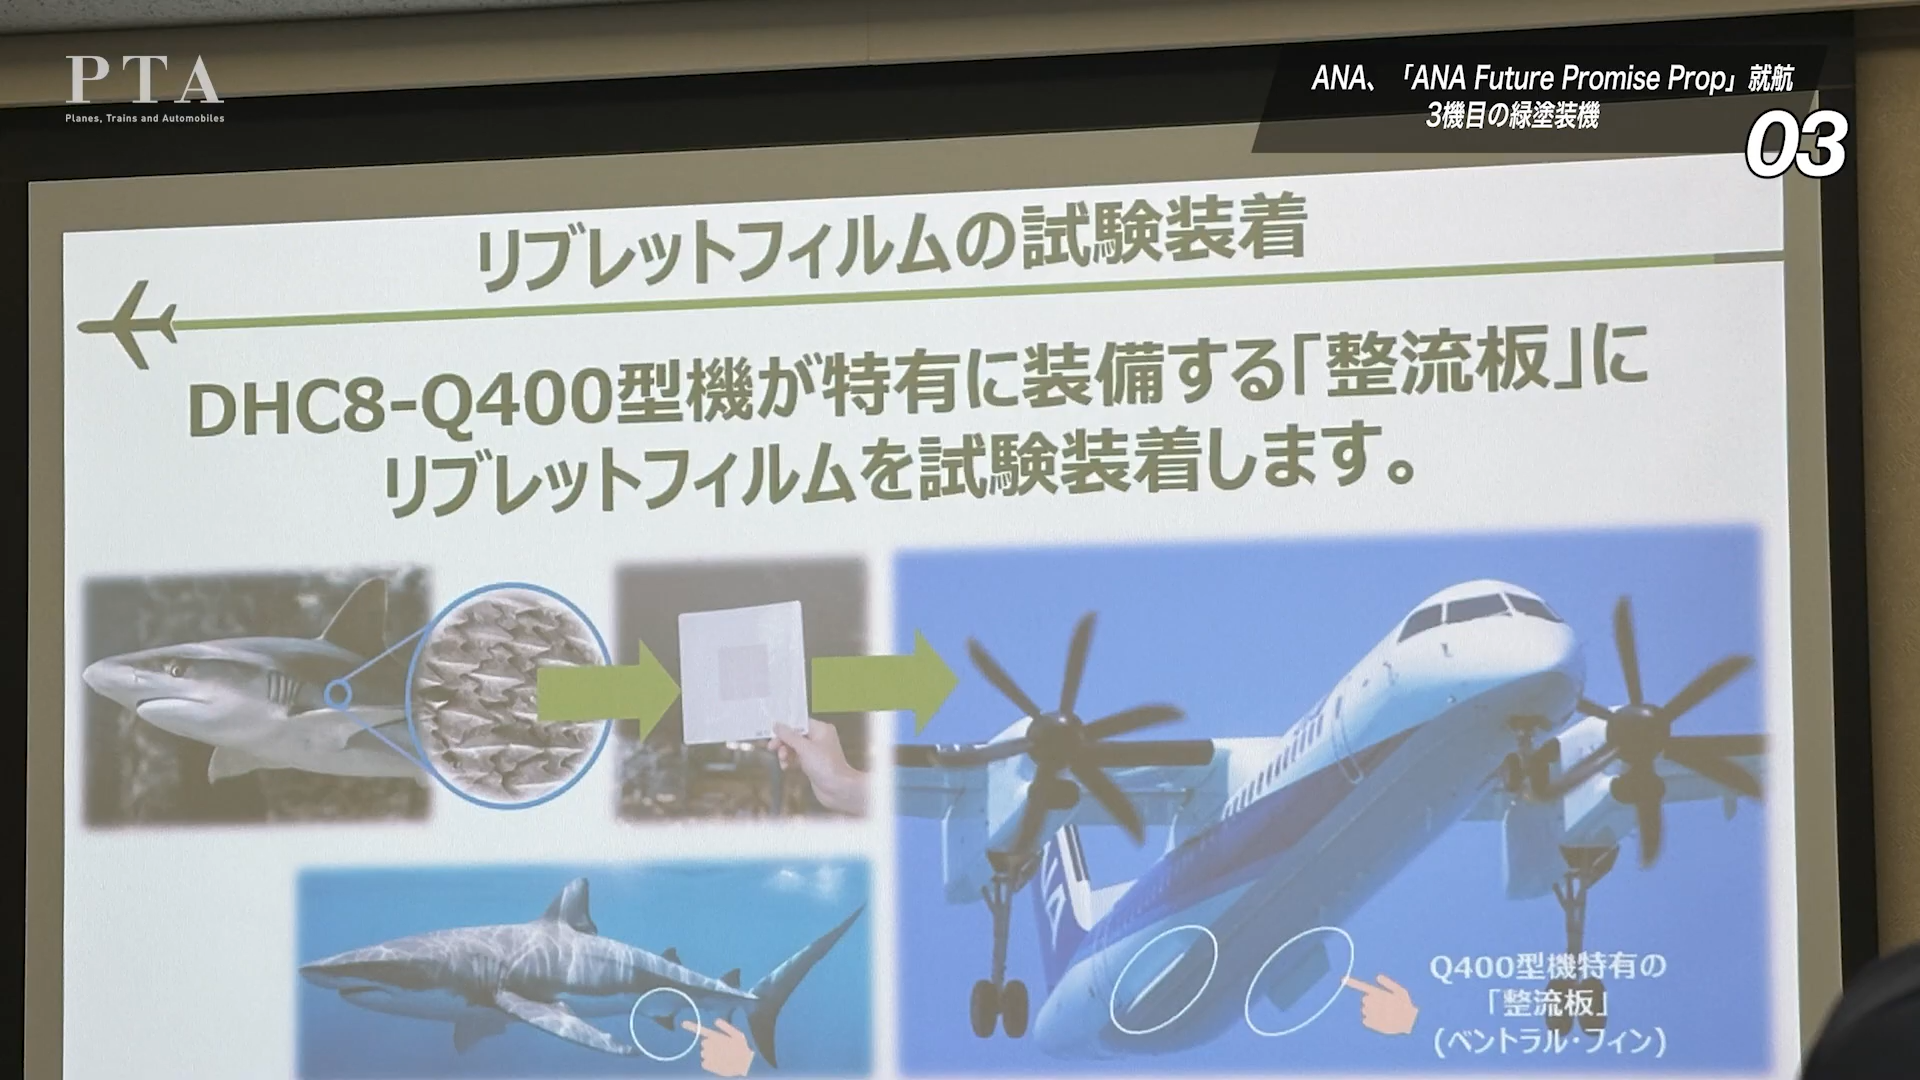 PTA
Planes, Trains and Automobiles
ANA、「ANA Future Promise Prop」就航
3機目の緑塗装機
03
リブレットフィルムの試験装着
DHC8-Q400型機が特有に装備する「整流板」に
リブレットフィルムを試験装着します。
Q400型機特有の
「整流板」
(ベントラル・フィン)